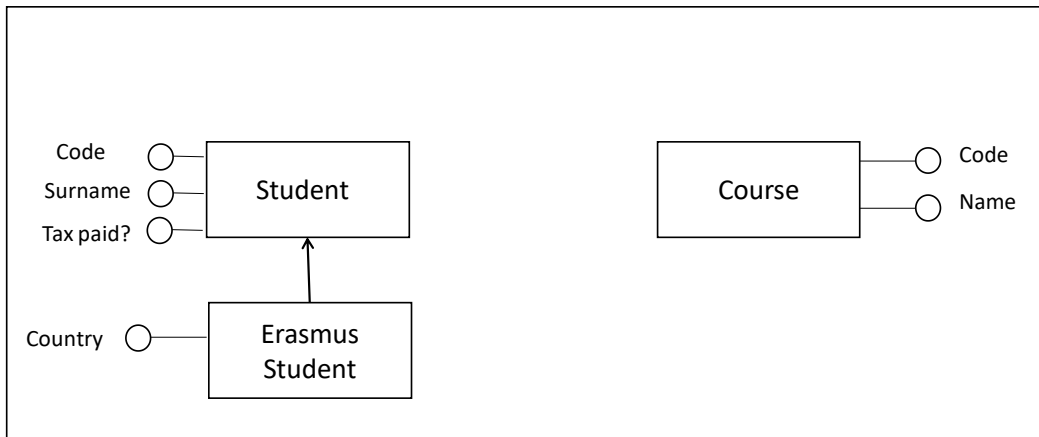 Code
Surname
Tax paid?
Student
Course
Code
Name
Country
Erasmus
Student